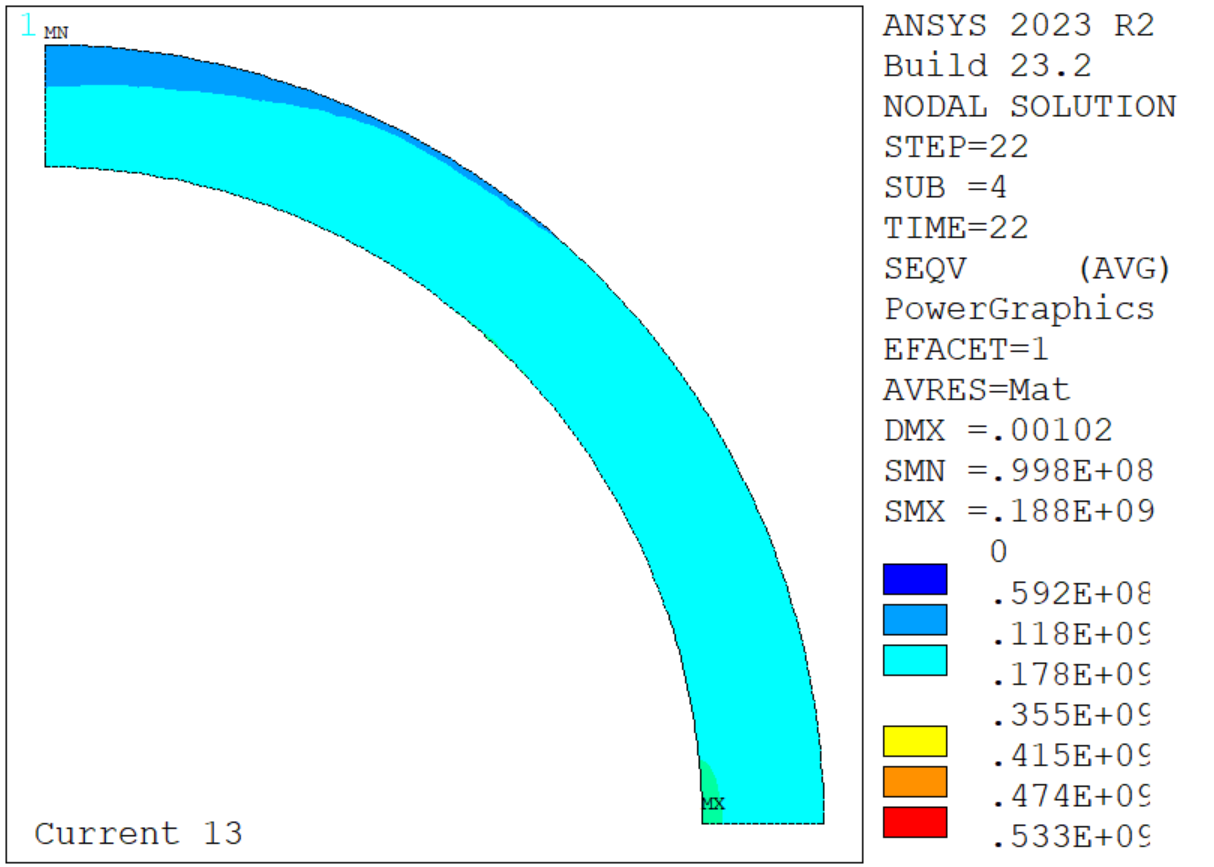 1
MN
MX
Current 13
ANSYS 2023 R2
Build 23.2
NODAL SOLUTION
STEP=22
SUB =4
TIME=22
SEQV (AVG)
PowerGraphics
EFACET=1
AVRES=Mat
DMX =.00102
SMN =.998E+08
SMX =.188E+09
0
.592E+08
.118E+09
.178E+09
.355E+09
.415E+09
.474E+09
.533E+09